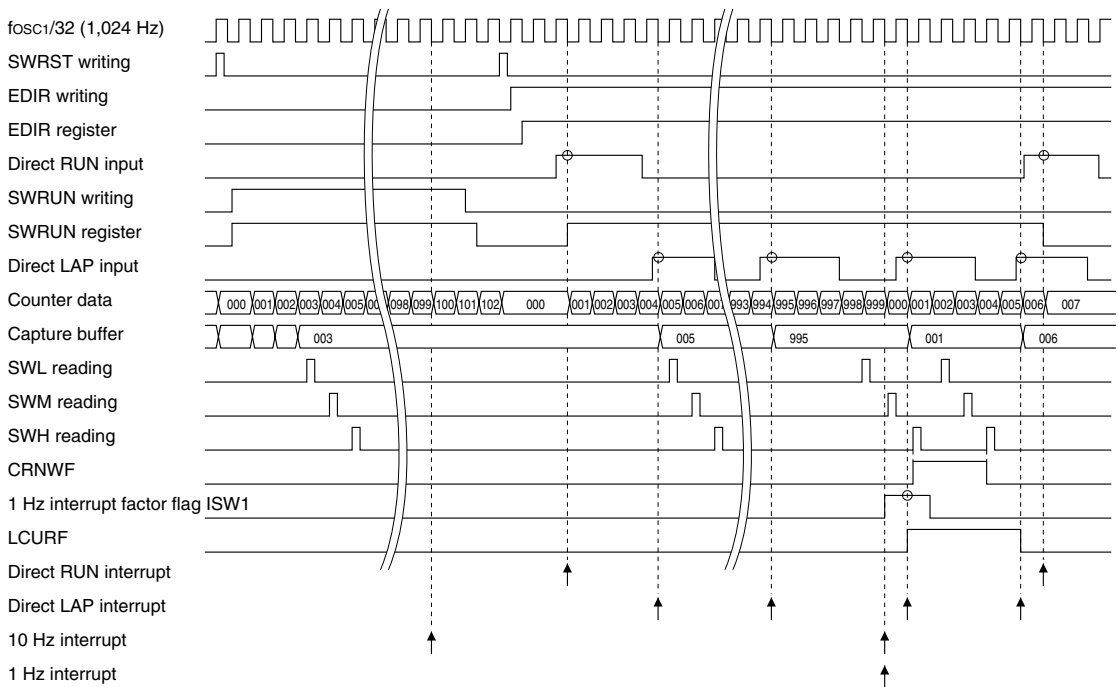 fOSC1/32 (1,024 Hz)
SWRST writing
EDIR writing
EDIR register
Direct RUN input
SWRUN writing
SWRUN register
Direct LAP input
Counter data 000 001 002 003 004 005 098 099 100 101 102 000 001 002 003 004 005 006 993 994 995 996 997 998 999 000 001 002 003 004 005 006 007
Capture buffer 003 005 995 001 006
SWL reading
SWM reading
SWH reading
CRNWF
1 Hz interrupt factor flag ISW1
LCURF
Direct RUN interrupt
Direct LAP interrupt
10 Hz interrupt
1 Hz interrupt